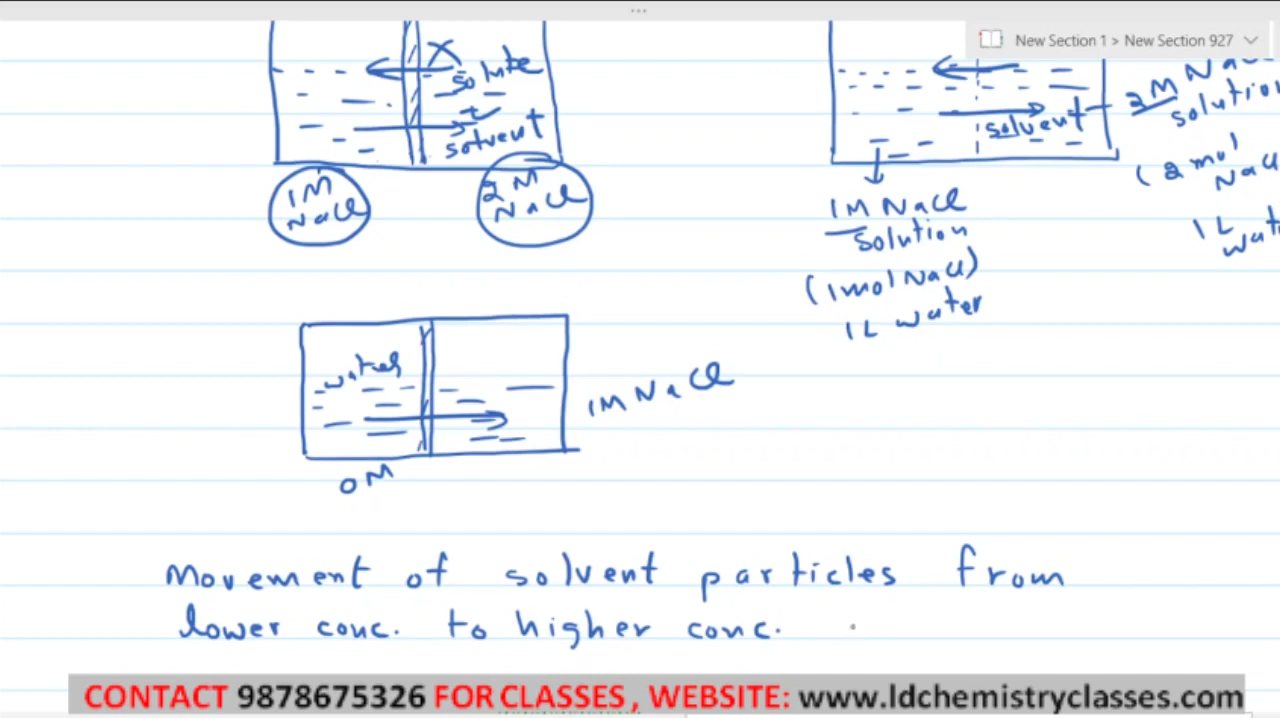 New Section 1 > New Section 927
solute
solvent
1M
NaCl
2M
NaCl
solvent
2M NaCl
solution
(2 mol
NaCl
1L
wate
1M NaCl
solution
(1mol NaCl)
1L water
water
1M NaCl
0M
Movement of solvent particles from
lower conc. to higher conc.
CONTACT 9878675326 FOR CLASSES , WEBSITE: www.ldchemistryclasses.com